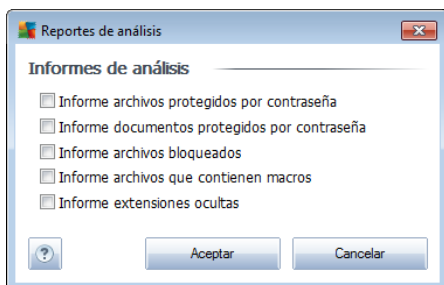 Reportes de análisis
Informes de análisis
Informe archivos protegidos por contraseña
Informe documentos protegidos por contraseña
Informe archivos bloqueados
Informe archivos que contienen macros
Informe extensiones ocultas
? Aceptar Cancelar